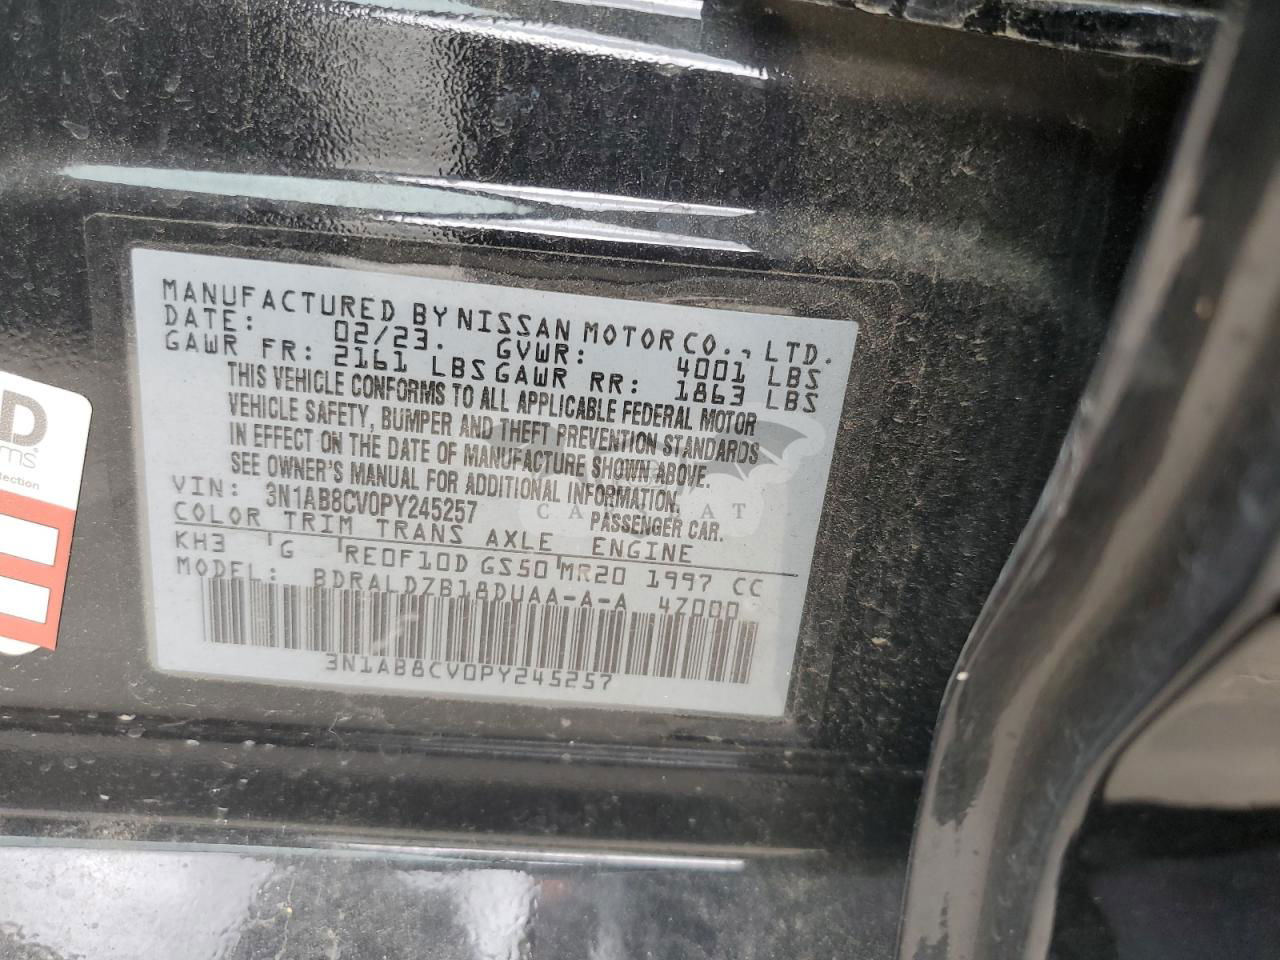 MANUFACTURED BY NISSAN MOTOR CO., LTD.
DATE: 02/23. GVWR: 4001 LBS
GAWR FR: 2161 LBS GAWR RR: 1863 LBS
THIS VEHICLE CONFORMS TO ALL APPLICABLE FEDERAL MOTOR
VEHICLE SAFETY, BUMPER AND THEFT PREVENTION STANDARDS
IN EFFECT ON THE DATE OF MANUFACTURE SHOWN ABOVE.
SEE OWNER'S MANUAL FOR ADDITIONAL INFORMATION.
VIN: 3N1AB8CV0PY245257 PASSENGER CAR.
COLOR TRIM TRANS AXLE ENGINE
KH3 G RE0F10D GS50 MR20 1997 CC
MODEL: BDRALDZB18DUAA-A-A 47000
3N1AB8CV0PY245257
D
ms